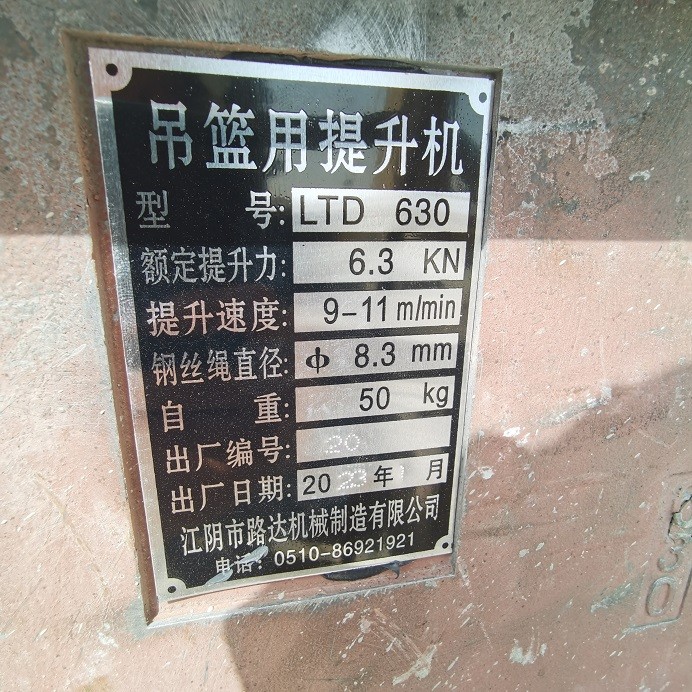 吊篮用提升机
型 号: LTD 630
额定提升力: 6.3 KN
提升速度: 9-11 m/min
钢丝绳直径: ф 8.3 mm
自 重: 50 kg
出厂编号: 20
出厂日期: 2023年1月
江阴市路达机械制造有限公司
电话: 0510-86921921